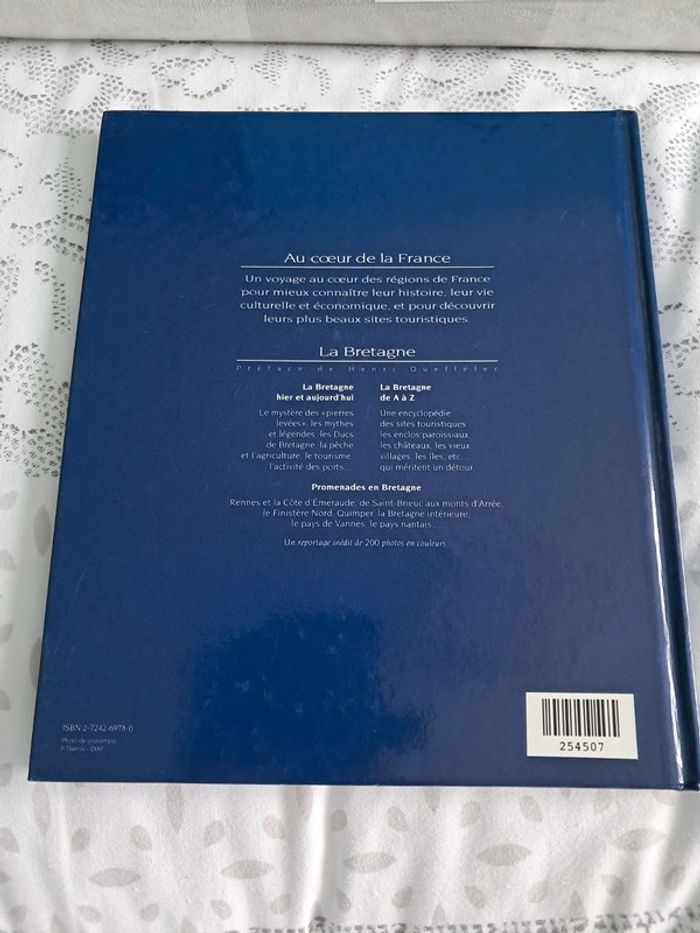 Au cœur de la France
Un voyage au cœur des régions de France
pour mieux connaître leur histoire, leur vie
culturelle et économique, et pour découvrir
leurs plus beaux sites touristiques.
La Bretagne
Préface de Henri Queffélec
La Bretagne
hier et aujourd'hui
Le mystère des «pierres
levées», les mythes
et légendes, les Ducs
de Bretagne, la pêche
et l'agriculture, le tourisme,
l'activité des ports...
La Bretagne
de A à Z
Une encyclopédie
des sites touristiques
les enclos paroissiaux,
les châteaux, les vieux
villages, les îles, etc...
qui méritent un détour.
Promenades en Bretagne
Rennes et la Côte d'Émeraude, de Saint-Brieuc aux monts d'Arrée,
le Finistère Nord, Quimper, la Bretagne intérieure,
le pays de Vannes, le pays nantais...
Un reportage inédit de 200 photos en couleurs
ISBN 2-7242-6978-0
Photo de couverture
DIAF
254507